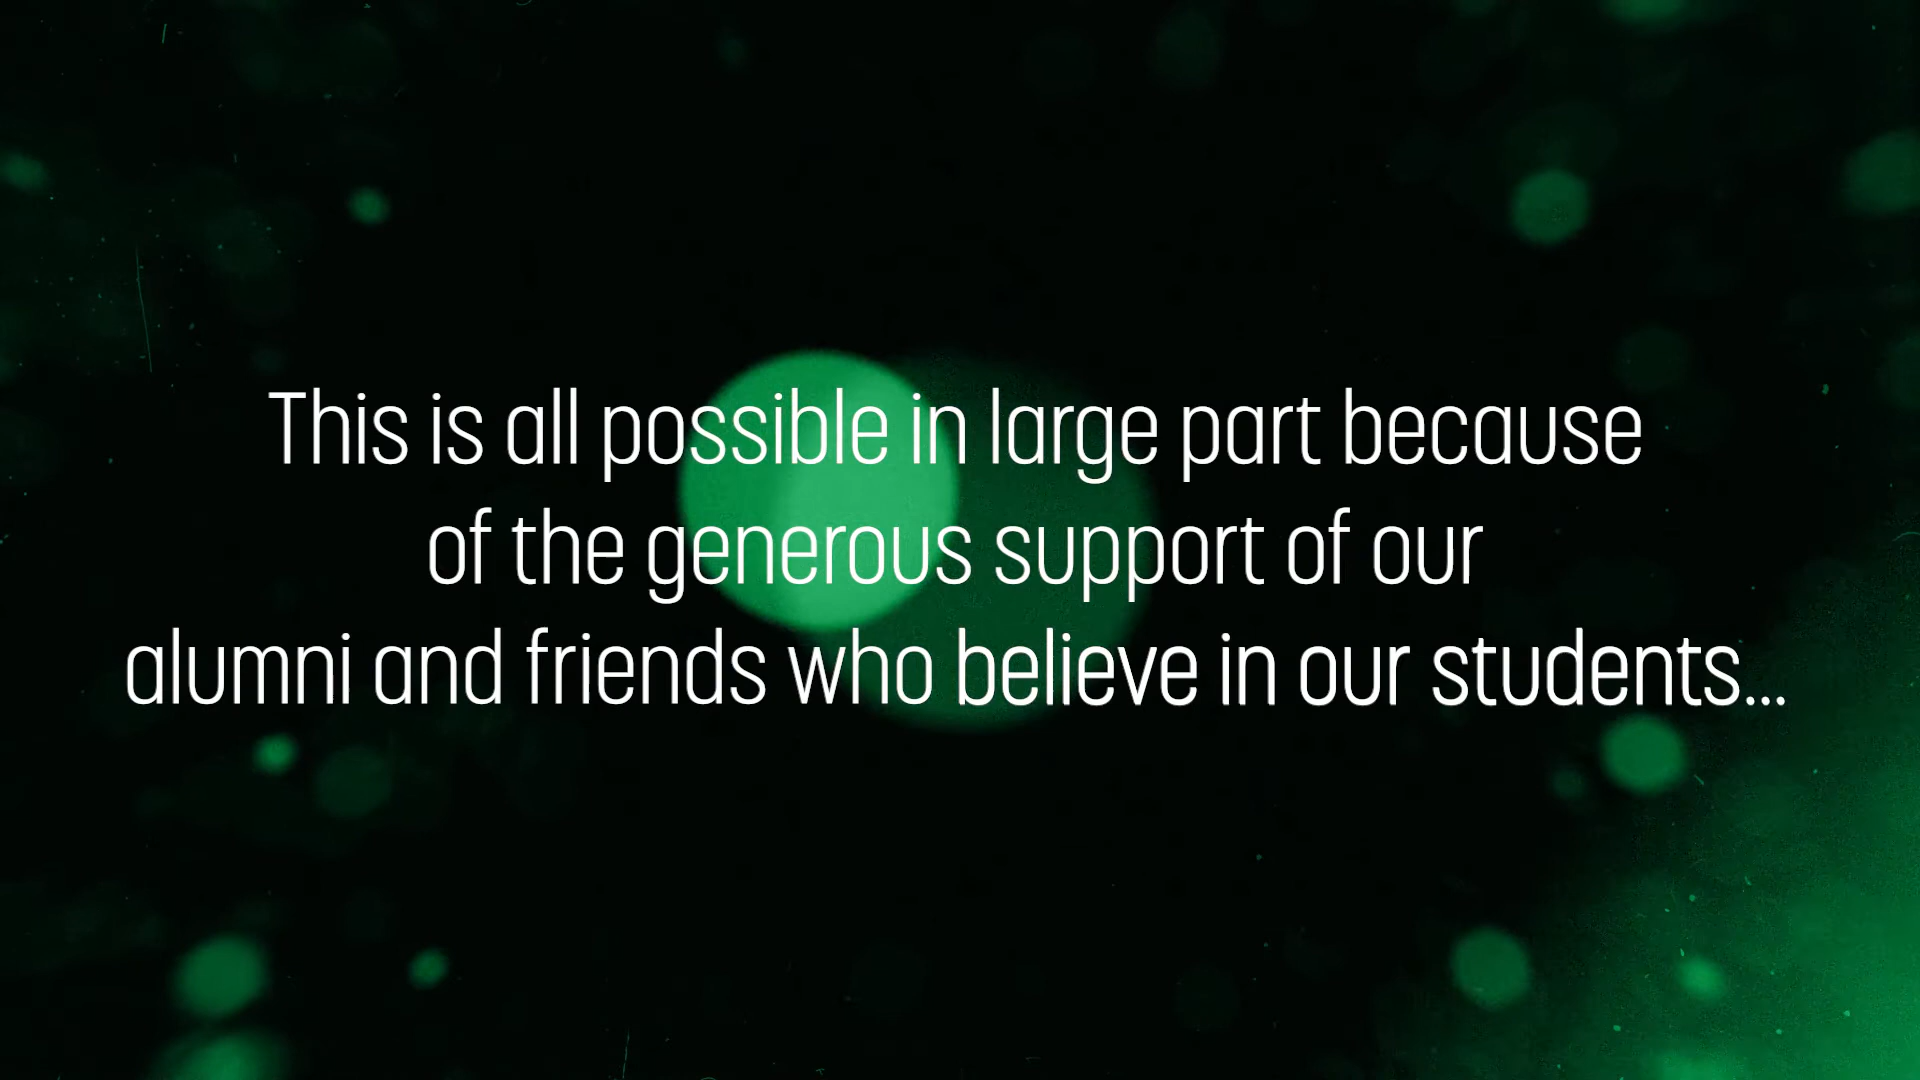 This is all possible in large part because
of the generous support of our
alumni and friends who believe in our students...